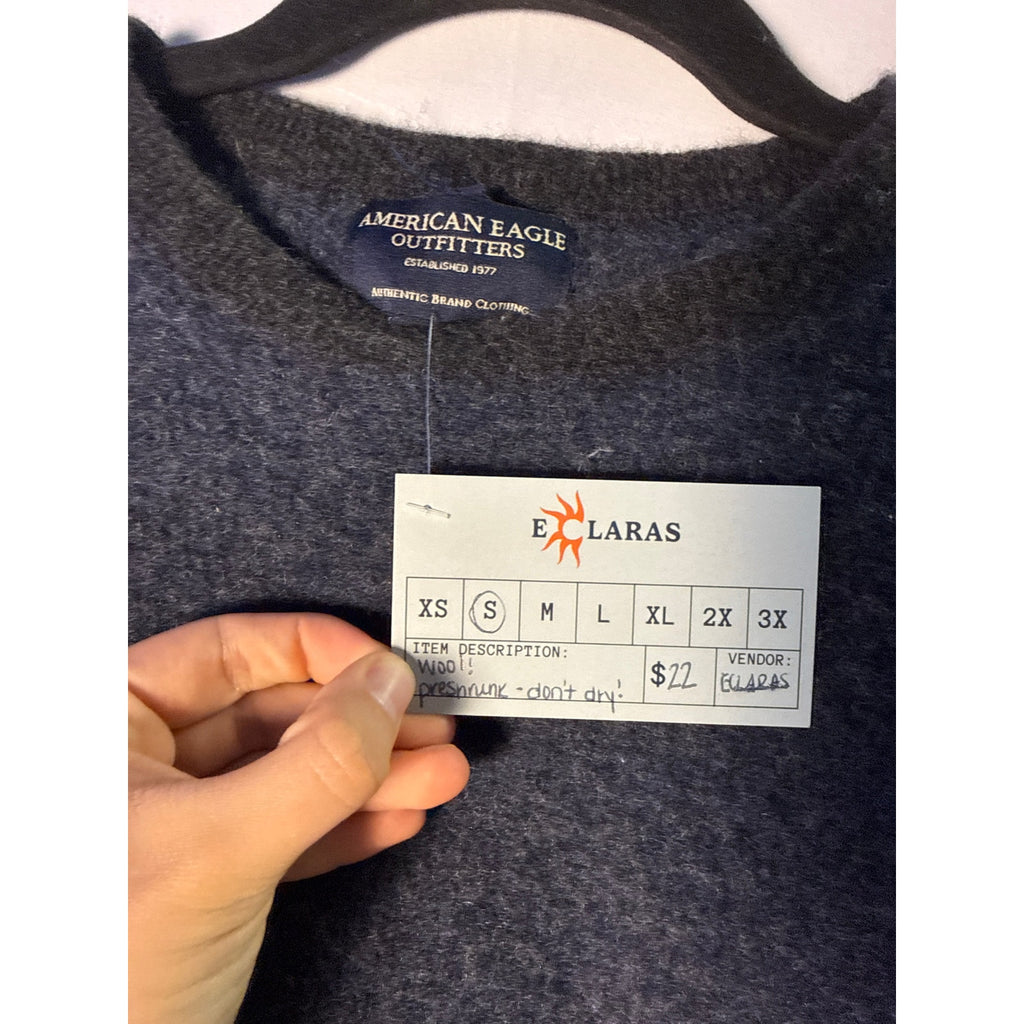 AMERICAN EAGLE
OUTFITTERS
ESTABLISHED 1977
AUTHENTIC BRAND CLOTHING
ECLARAS
XS S M L XL 2X 3X
ITEM DESCRIPTION:
Wool!
preshrunk - don't dry!
$22
VENDOR:
ECLARAS